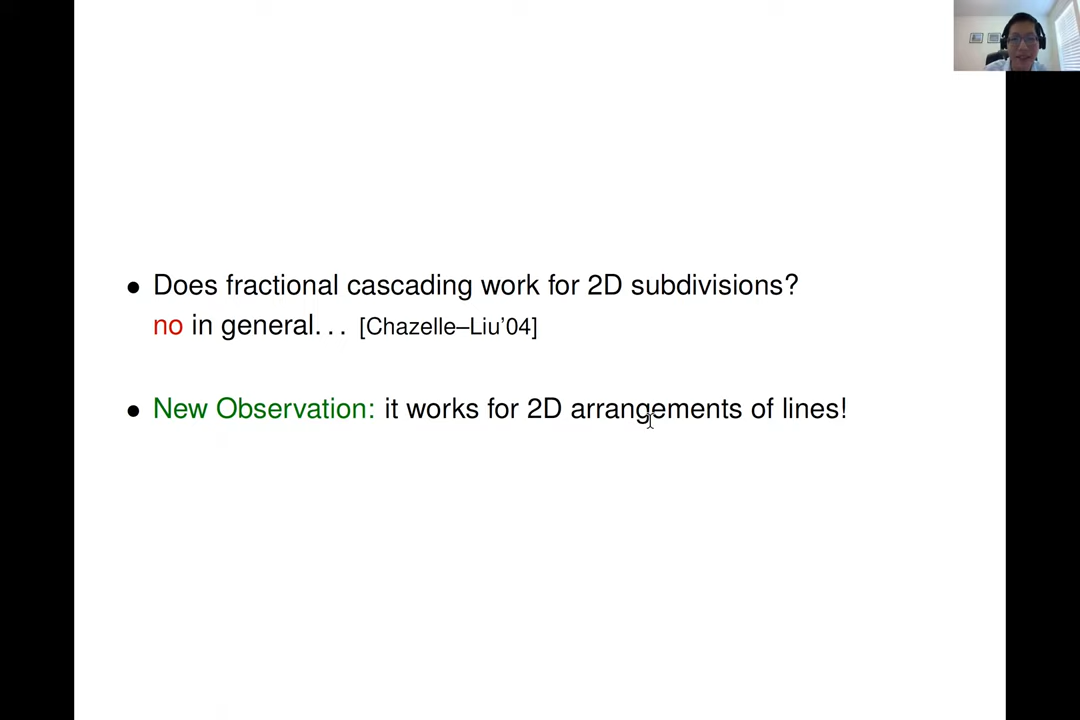 • Does fractional cascading work for 2D subdivisions?
no in general... [Chazelle–Liu'04]
• New Observation: it works for 2D arrangements of lines!